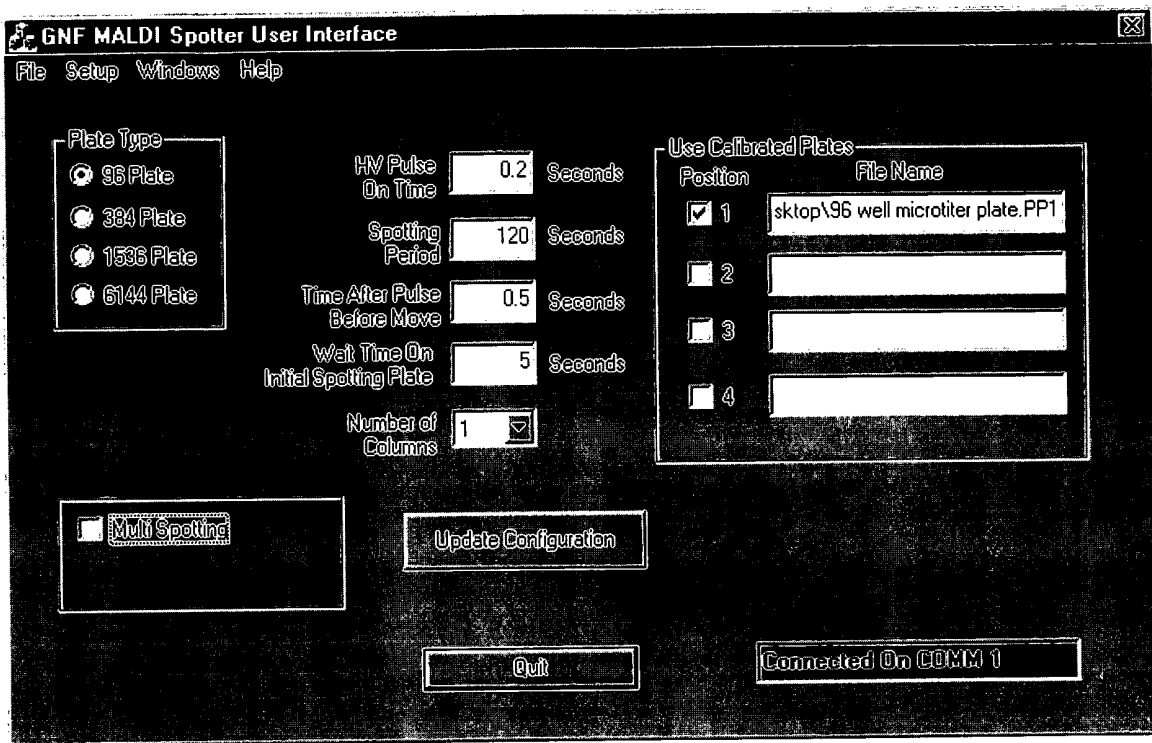 GNF MALDI Spotter User Interface
File Setup Windows Help
Plate Type
96 Plate
384 Plate
1536 Plate
6144 Plate
HV Pulse
On Time
0.2 Seconds
Spotting
Period
120 Seconds
Time After Pulse
Before Move
0.5 Seconds
Wait Time On
Initial Spotting Plate
5 Seconds
Number of
Columns
1
Use Calibrated Plates
Position File Name
1 sktop\96 well microtiter plate.PP1
2
3
4
Multi Spotting
Update Configuration
Quit
Connected On COMM 1